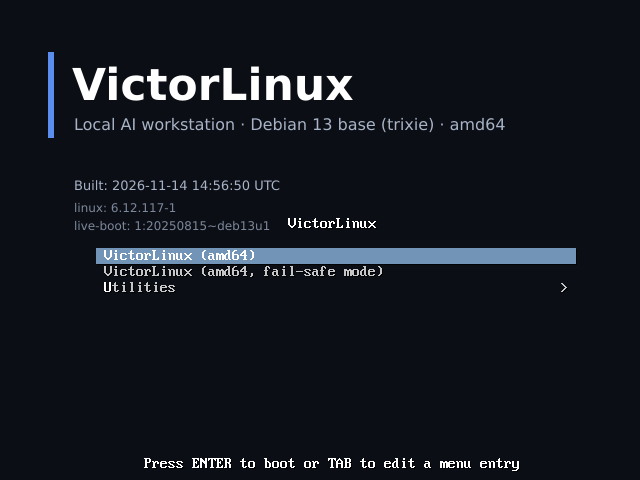 VictorLinux
Local AI workstation · Debian 13 base (trixie) · amd64
Built: 2026-11-14 14:56:50 UTC
linux: 6.12.117-1
live-boot: 1:20250815~deb13u1
VictorLinux
VictorLinux (amd64)
VictorLinux (amd64, fail-safe mode)
Utilities >
Press ENTER to boot or TAB to edit a menu entry